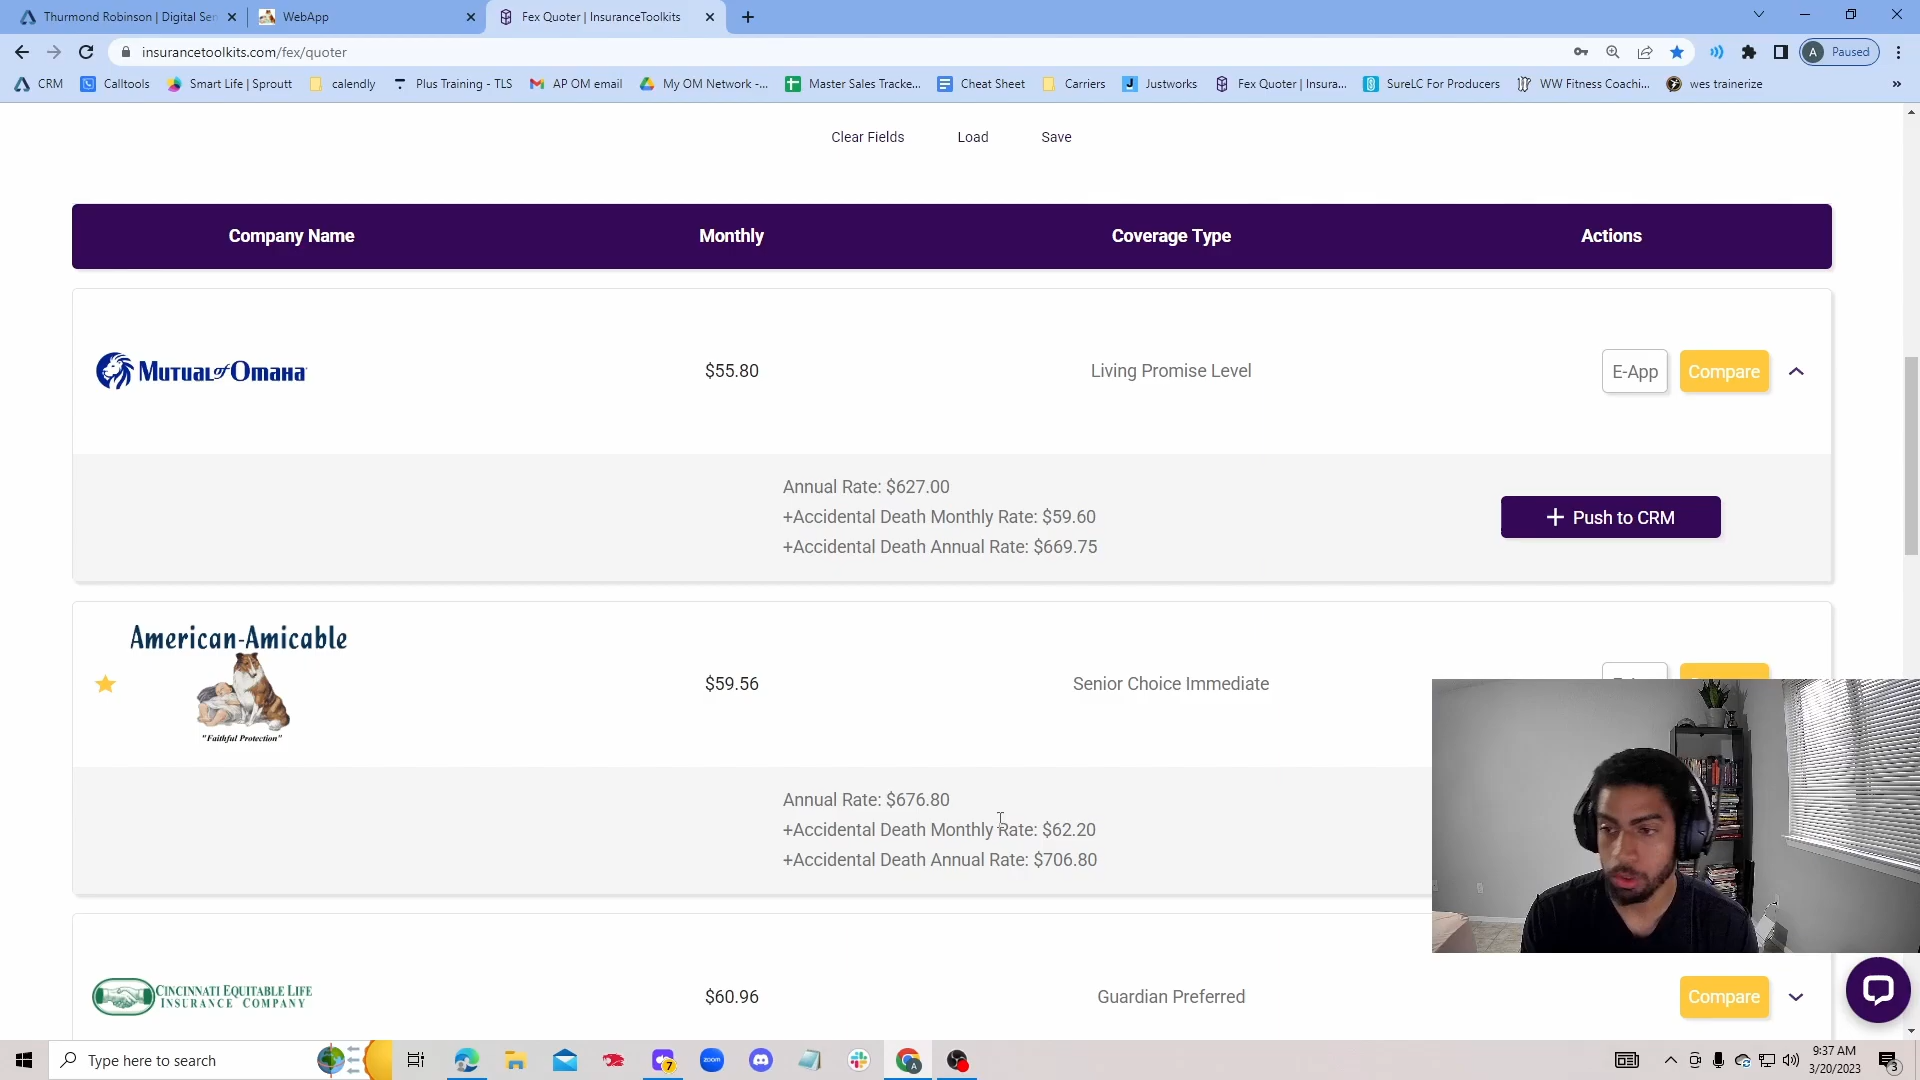 Thurmond Robinson | Digital Sen
WebApp
Fex Quoter | InsuranceToolkits
insurancetoolkits.com/fex/quoter
A Paused
CRM
Calltools
Smart Life | Sproutt
calendly
Plus Training - TLS
AP OM email
My OM Network -...
Master Sales Tracke...
Cheat Sheet
Carriers
Justworks
Fex Quoter | Insura...
SureLC For Producers
WW Fitness Coachi...
wes trainerize
»
Clear Fields Load Save
Company Name Monthly Coverage Type Actions
Mutual of Omaha $55.80 Living Promise Level E-App Compare
Annual Rate: $627.00
+Accidental Death Monthly Rate: $59.60
+Accidental Death Annual Rate: $669.75
+ Push to CRM
American-Amicable
"Faithful Protection"
$59.56 Senior Choice Immediate
Annual Rate: $676.80
+Accidental Death Monthly Rate: $62.20
+Accidental Death Annual Rate: $706.80
CINCINNATI EQUITABLE LIFE
INSURANCE COMPANY
$60.96 Guardian Preferred Compare
Type here to search
7
zoom
A
9:37 AM
3/20/2023
3